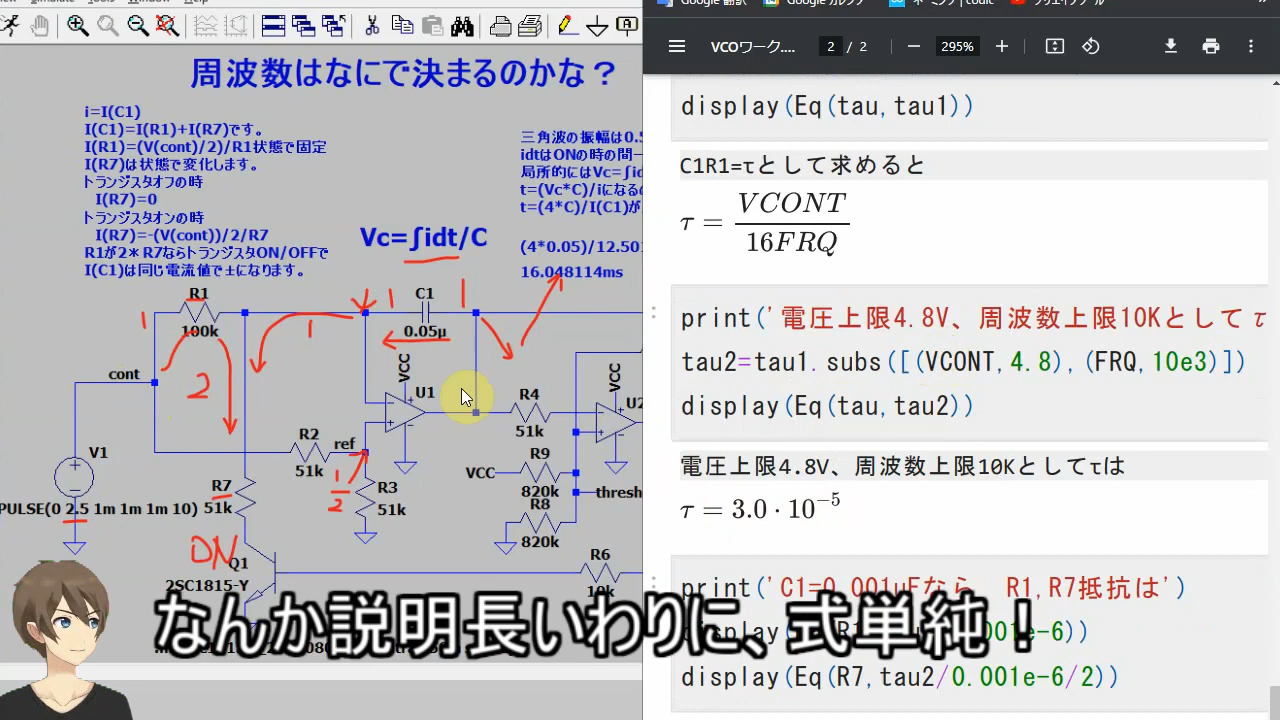 周波数はなにで決まるのかな？
i=I(C1)
I(C1)=I(R1)+I(R7)です。
I(R1)=(V(cont)/2)/R1状態で固定
I(R7)は状態で変化します。
トランジスタオフの時
I(R7)=0
トランジスタオンの時
I(R7)=-(V(cont))/2/R7
R1が2*R7ならトランジスタON/OFFで
I(C1)は同じ電流値で±になります。
三角波の振幅は0.5
idtはONの時の間一
局所的にはVc=∫id
t=(Vc*C)/iになるの
t=(4*C)/I(C1)が
Vc=∫idt/C
(4*0.05)/12.501
16.048114ms
R1
100k
1
1
1
C1
0.05µ
1
2
cont
VCC
U1
VCC
U2
R4
51k
R2
51k
ref
1
2
R3
51k
VCC
R9
820k
R8
820k
thresh
V1
PULSE(0 2.5 1m 1m 1m 10)
R7
51k
ON
Q1
2SC1815-Y
R6
10k
VCOワーク....
2 / 2
295%
display(Eq(tau,tau1))
C1R1=τとして求めると
τ = VCONT
16FRQ
print('電圧上限4.8V、周波数上限10Kとしてτ
tau2=tau1.subs([(VCONT,4.8),(FRQ,10e3)])
display(Eq(tau,tau2))
電圧上限4.8V、周波数上限10Kとしてτは
τ = 3.0 · 10⁻⁵
print('C1=0.001uFなら R1,R7抵抗は')
001e-6))
display(Eq(R7,tau2/0.001e-6/2))
なんか説明長いわりに、式単純！